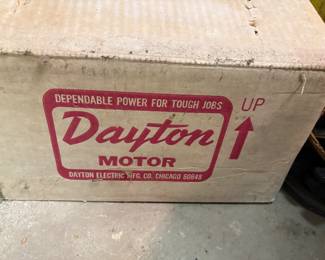 DEPENDABLE POWER FOR TOUGH JOBS
UP
Dayton
MOTOR
DAYTON ELECTRIC MFG. CO. CHICAGO 60648